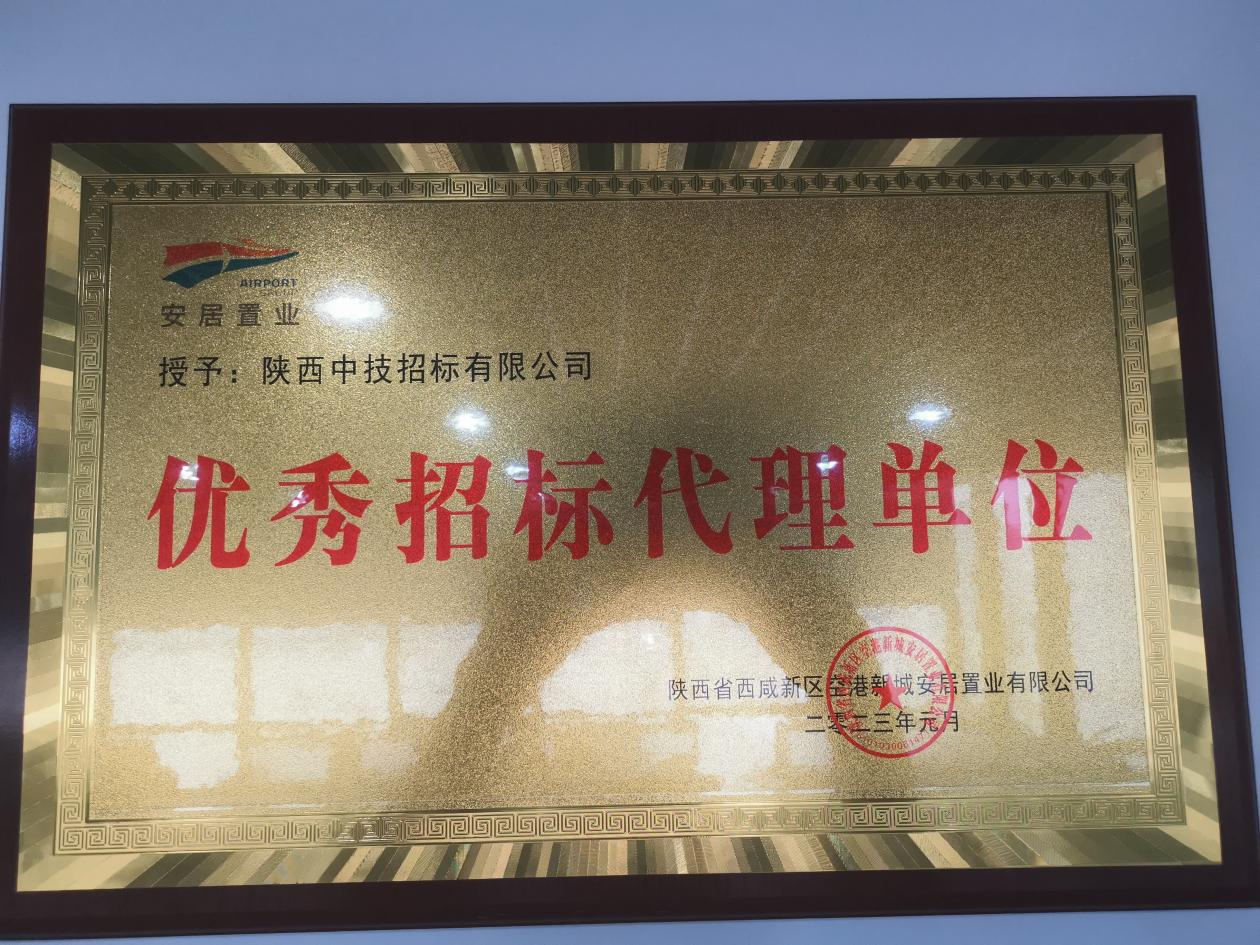 AIRPORT
安居置业
授予：陕西中技招标有限公司
优秀招标代理单位
陕西省西咸新区空港新城安居置业有限公司
二零二三年元月